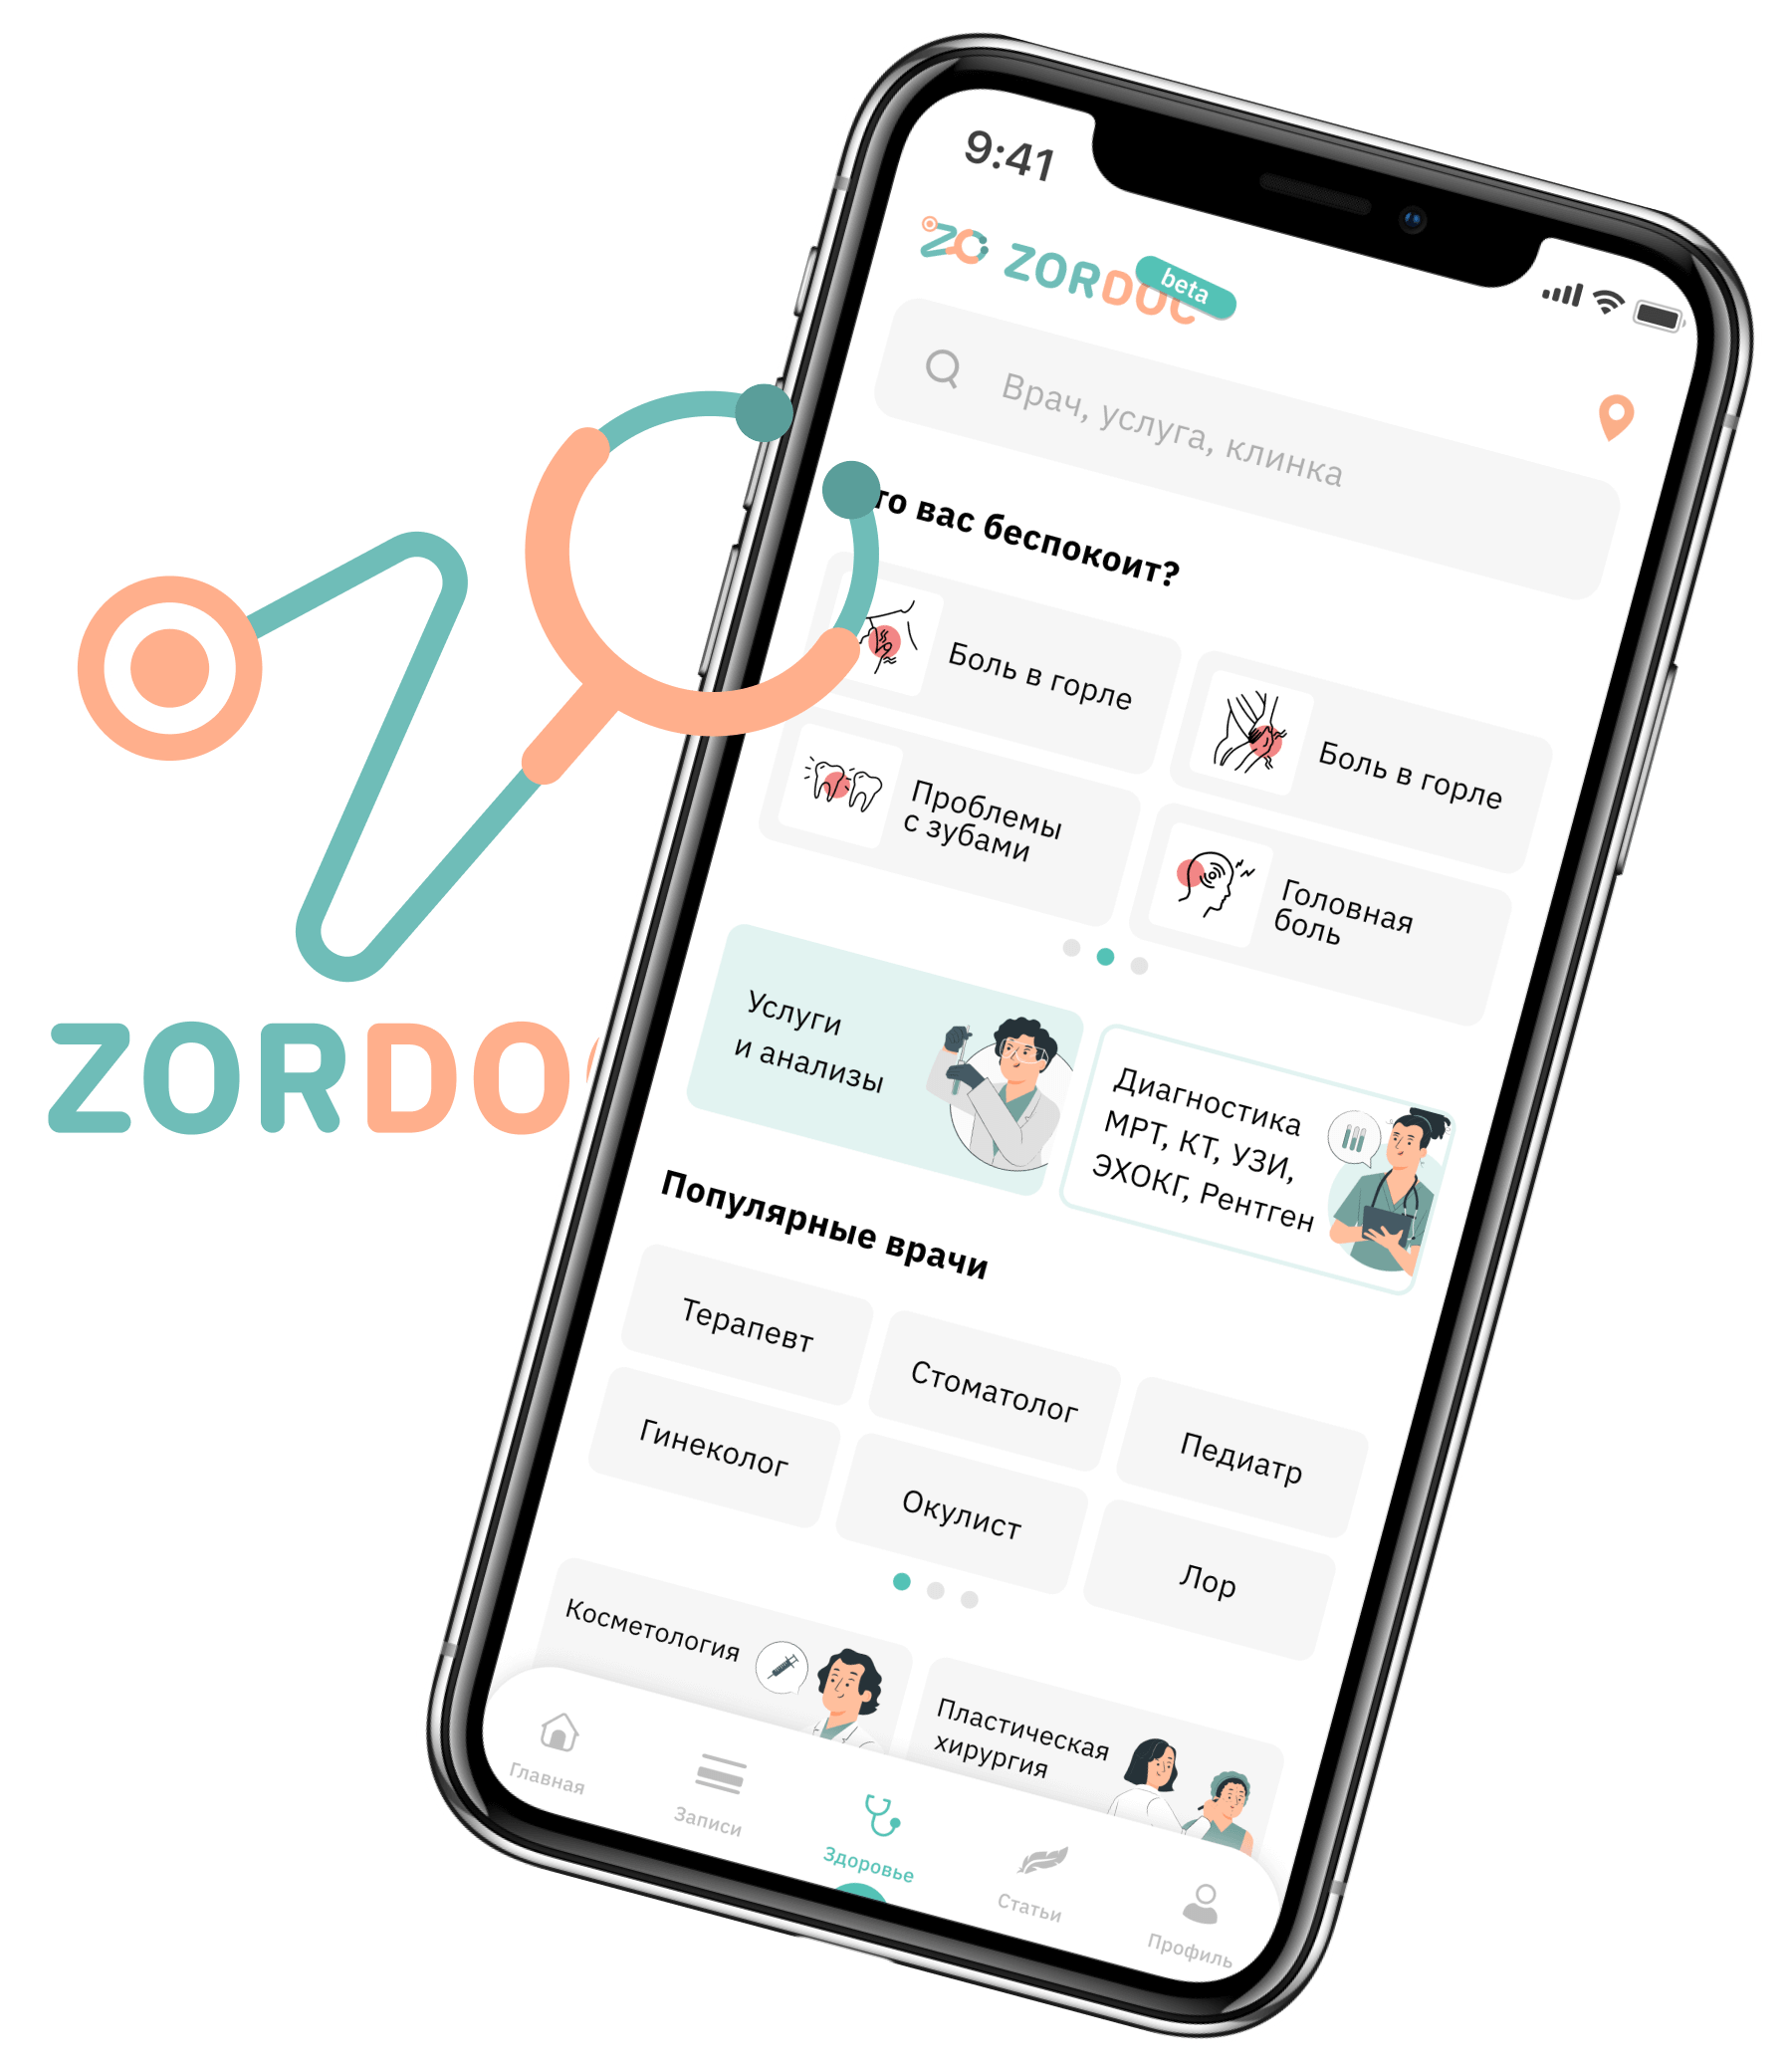 9:41
ZORDOC
beta
Врач, услуга, клинка
то вас беспокоит?
Боль в горле
Боль в горле
Проблемы
с зубами
Головная
боль
ZORDO
Услуги
и анализы
Диагностика
МРТ, КТ, УЗИ,
ЭХОКГ, Рентген
Популярные врачи
Терапевт
Стоматолог
Педиатр
Гинеколог
Окулист
Лор
Косметология
Пластическая
хирургия
Главная
Записи
Здоровье
Статьи
Профиль